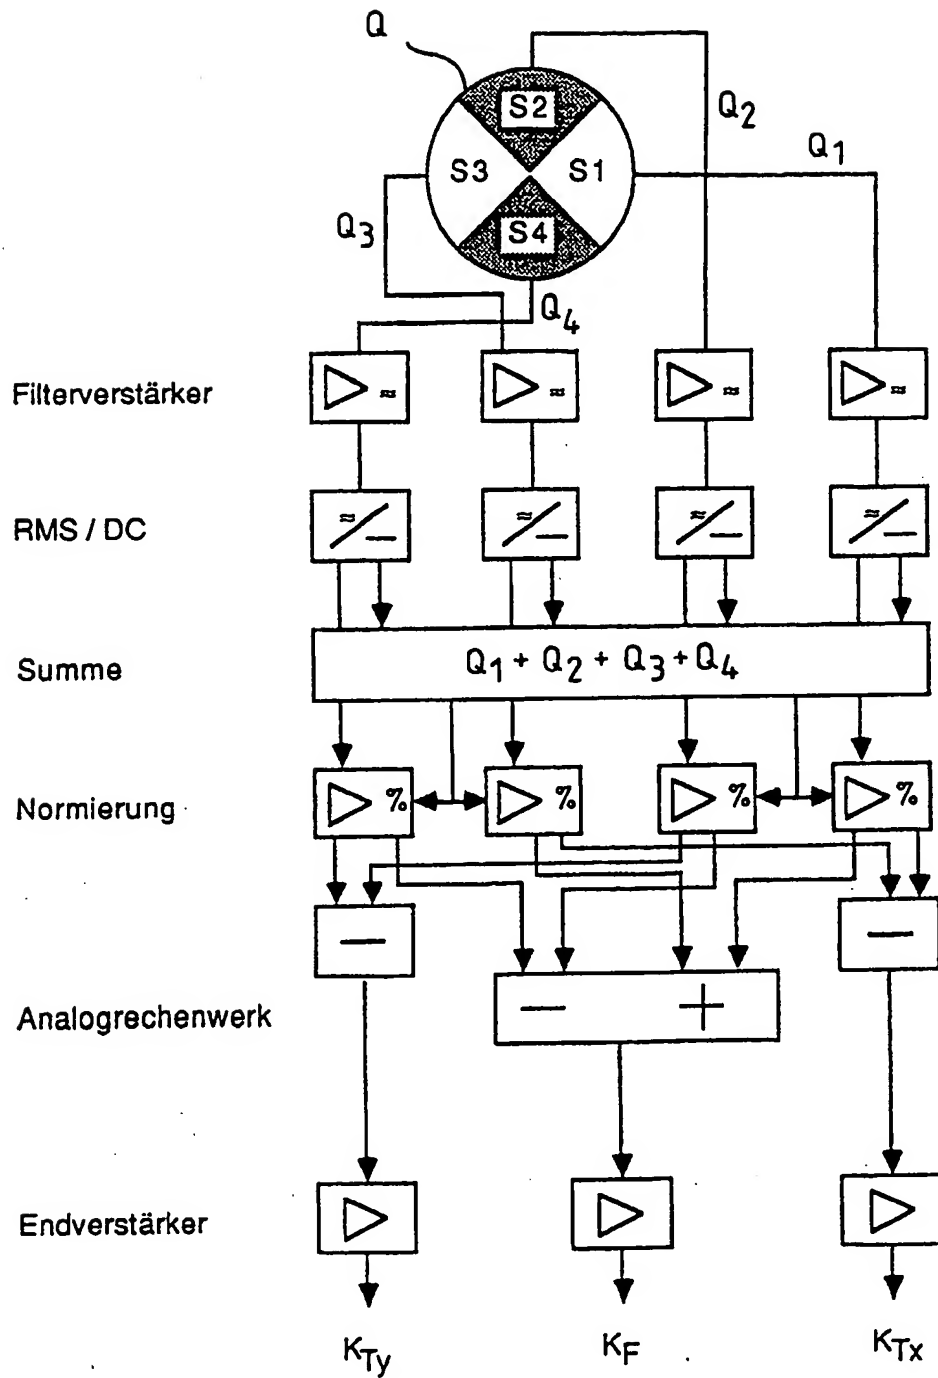 Q
S2
Q2
Q1
S3
S1
Q3
S4
Q4
Filterverstärker
≈
≈
≈
≈
RMS / DC
≈
≈
≈
≈
Summe
Q1 + Q2 + Q3 + Q4
Normierung
%
%
%
%
—
—
Analogrechenwerk
— +
Endverstärker
KTy
KF
KTx